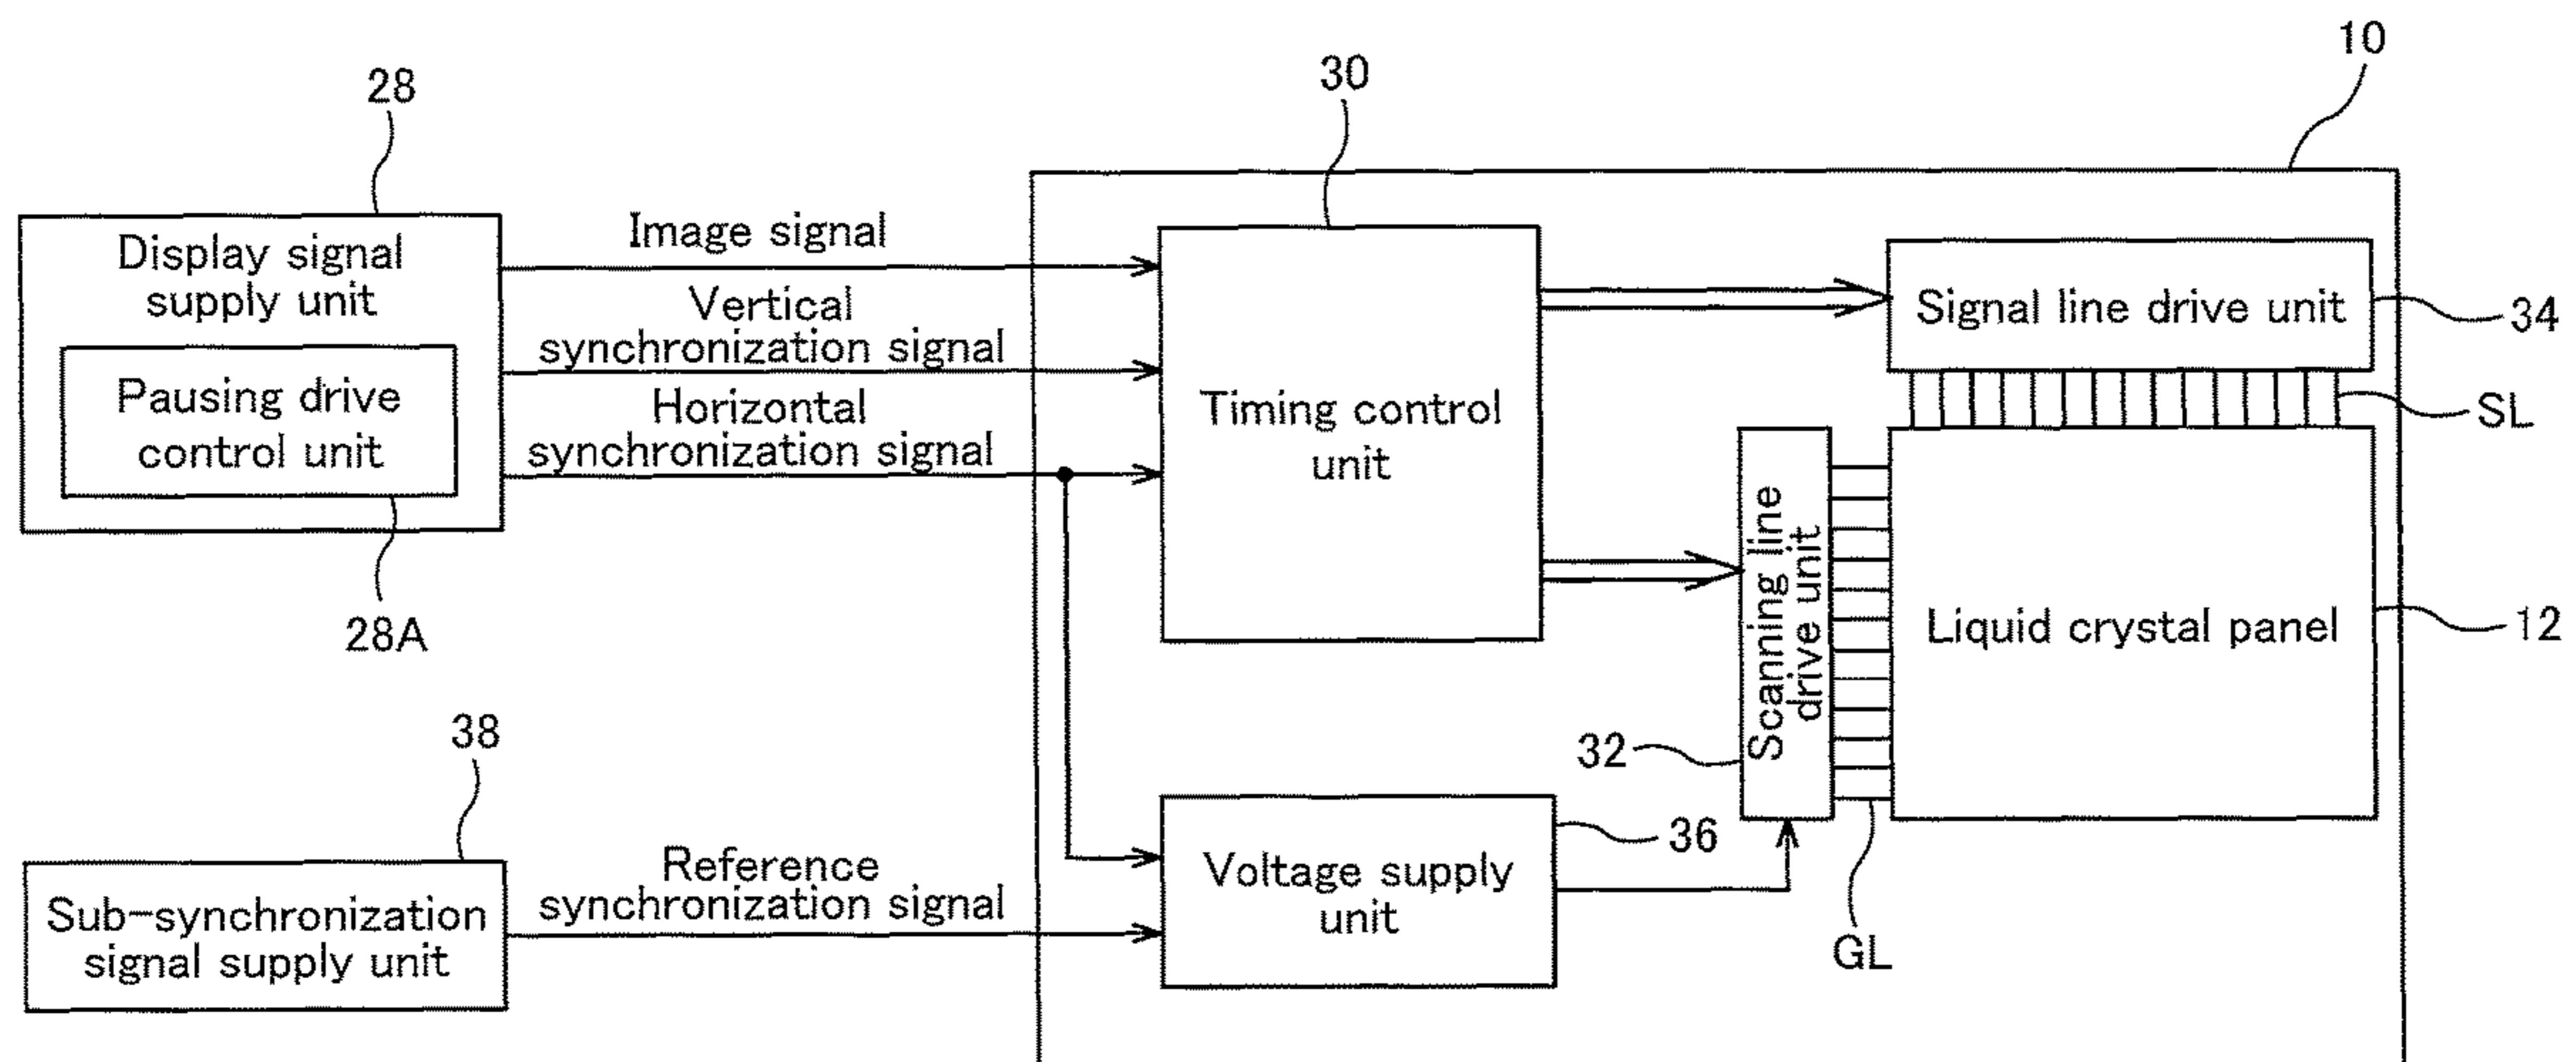 10
28
30
Display signal
supply unit
Pausing drive
control unit
28A
Image signal
Vertical
synchronization signal
Horizontal
synchronization signal
Timing control
unit
Signal line drive unit
34
SL
Scanning line
drive unit
32
Liquid crystal panel
12
GL
38
Sub-synchronization
signal supply unit
Reference
synchronization signal
Voltage supply
unit
36